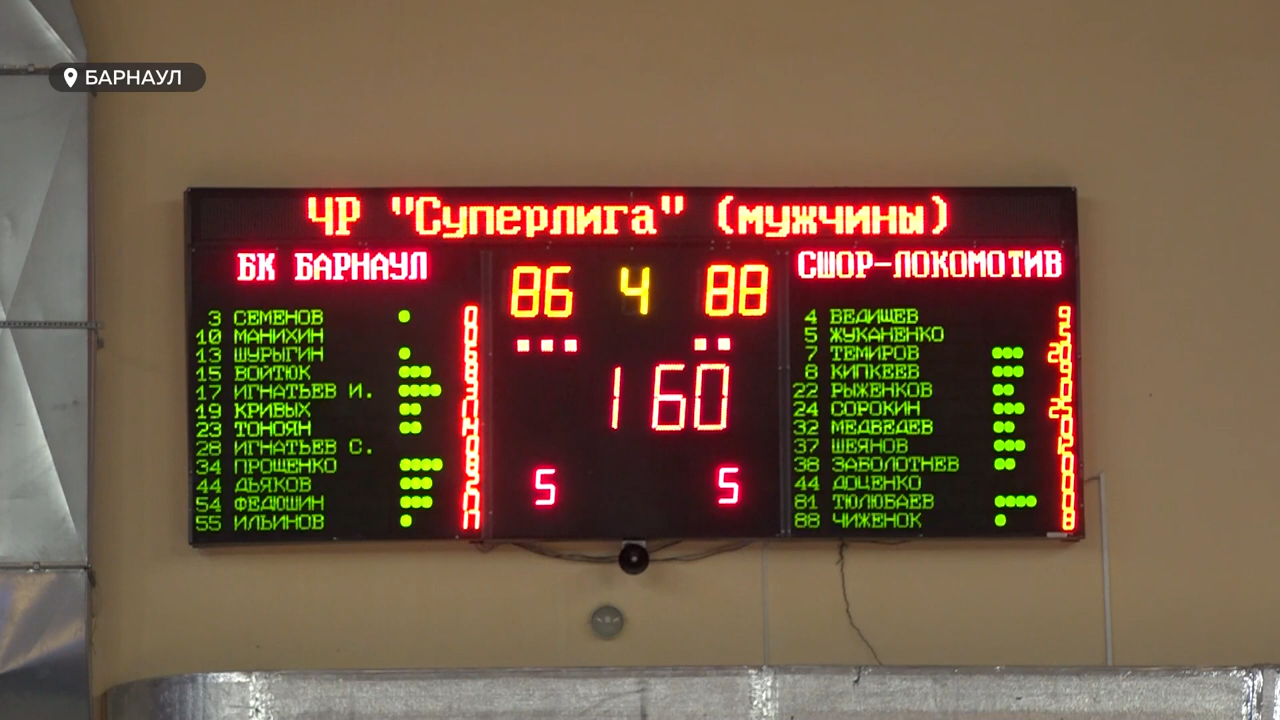 БАРНАУЛ
ЧР "Суперлига" (мужчины)
БК БАРНАУЛ
86 4 88
СШОР-ЛОКОМОТИВ
3 СЕМЕНОВ
10 МАНИХИН
13 ШУРЫГИН
15 ВОЙТЮК
17 ИГНАТЬЕВ И.
19 КРИВЫХ
23 ТОНОЯН
28 ИГНАТЬЕВ С.
34 ПРОЩЕНКО
44 ДЬЯКОВ
54 ФЕДЮШИН
55 ИЛЬИНОВ
160
5 5
4 ВЕДИЩЕВ
5 ЖУКАНЕНКО
7 ТЕМИРОВ
8 КИПКЕЕВ
22 РЫЖЕНКОВ
24 СОРОКИН
32 МЕДВЕДЕВ
37 ШЕЯНОВ
38 ЗАБОЛОТНЕВ
44 ДОЦЕНКО
81 ТЮЛЮБАЕВ
88 ЧИЖЕНОК